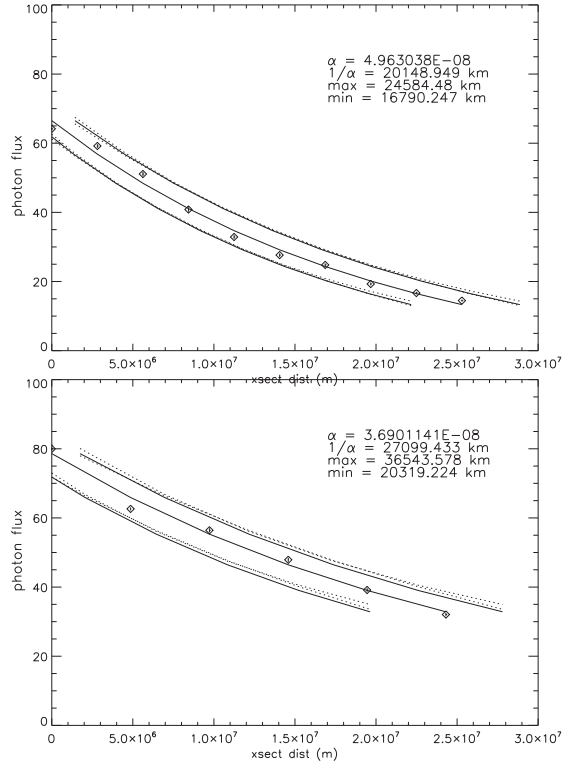 100
80
60
40
20
0
photon flux
α = 4.963038E−08
1/α = 20148.949 km
max = 24584.48 km
min = 16790.247 km
0 5.0×10⁶ 1.0×10⁷ 1.5×10⁷ 2.0×10⁷ 2.5×10⁷ 3.0×10⁷
xsect dist (m)
100
80
60
40
20
0
photon flux
α = 3.6901141E−08
1/α = 27099.433 km
max = 36543.578 km
min = 20319.224 km
0 5.0×10⁶ 1.0×10⁷ 1.5×10⁷ 2.0×10⁷ 2.5×10⁷ 3.0×10⁷
xsect dist (m)